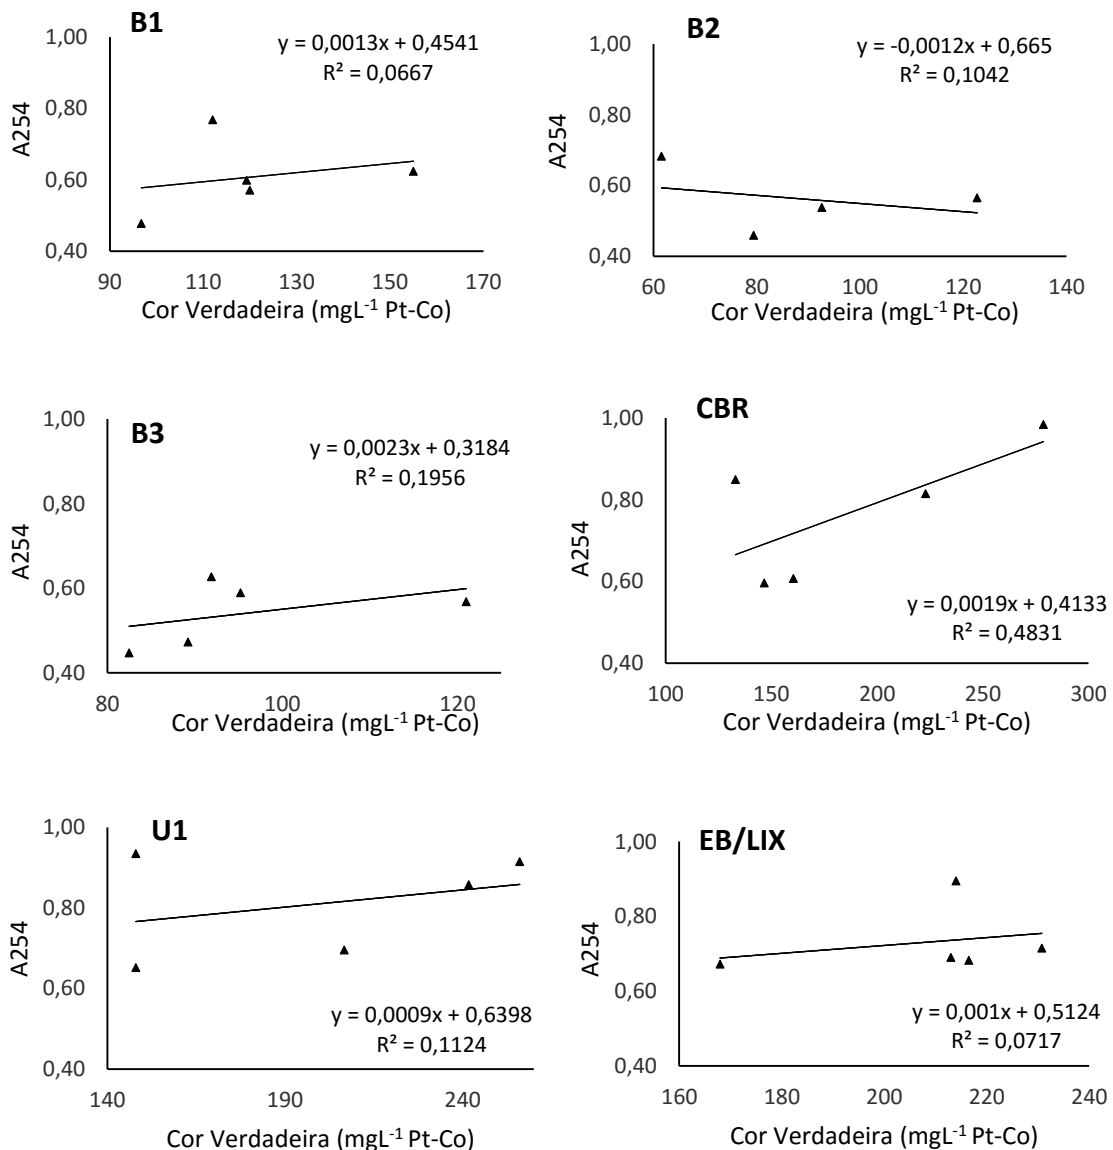 B1
y = 0,0013x + 0,4541
R² = 0,0667
1,00
0,80
0,60
0,40
A254
90
110
130
150
170
Cor Verdadeira (mgL⁻¹ Pt-Co)
B2
y = -0,0012x + 0,665
R² = 0,1042
1,00
0,80
0,60
0,40
A254
60
80
100
120
140
Cor Verdadeira (mgL⁻¹ Pt-Co)
B3
y = 0,0023x + 0,3184
R² = 0,1956
1,00
0,80
0,60
0,40
A254
80
100
120
Cor Verdadeira (mgL⁻¹ Pt-Co)
CBR
1,00
0,80
0,60
0,40
A254
y = 0,0019x + 0,4133
R² = 0,4831
100
150
200
250
300
Cor Verdadeira (mgL⁻¹ Pt-Co)
U1
1,00
0,80
0,60
0,40
A254
y = 0,0009x + 0,6398
R² = 0,1124
140
190
240
Cor Verdadeira (mgL⁻¹ Pt-Co)
EB/LIX
1,00
0,80
0,60
0,40
A254
y = 0,001x + 0,5124
R² = 0,0717
160
180
200
220
240
Cor Verdadeira (mgL⁻¹ Pt-Co)